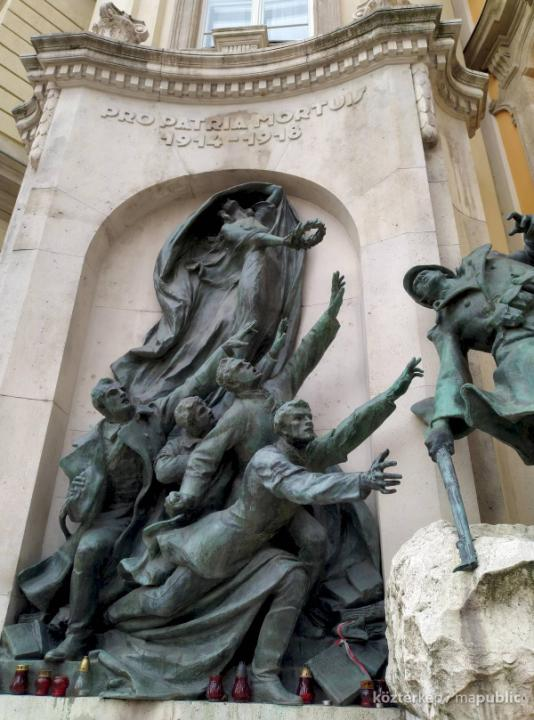 PRO PATRIA MORTUIS
1914-1918
köztérkép / mapublic